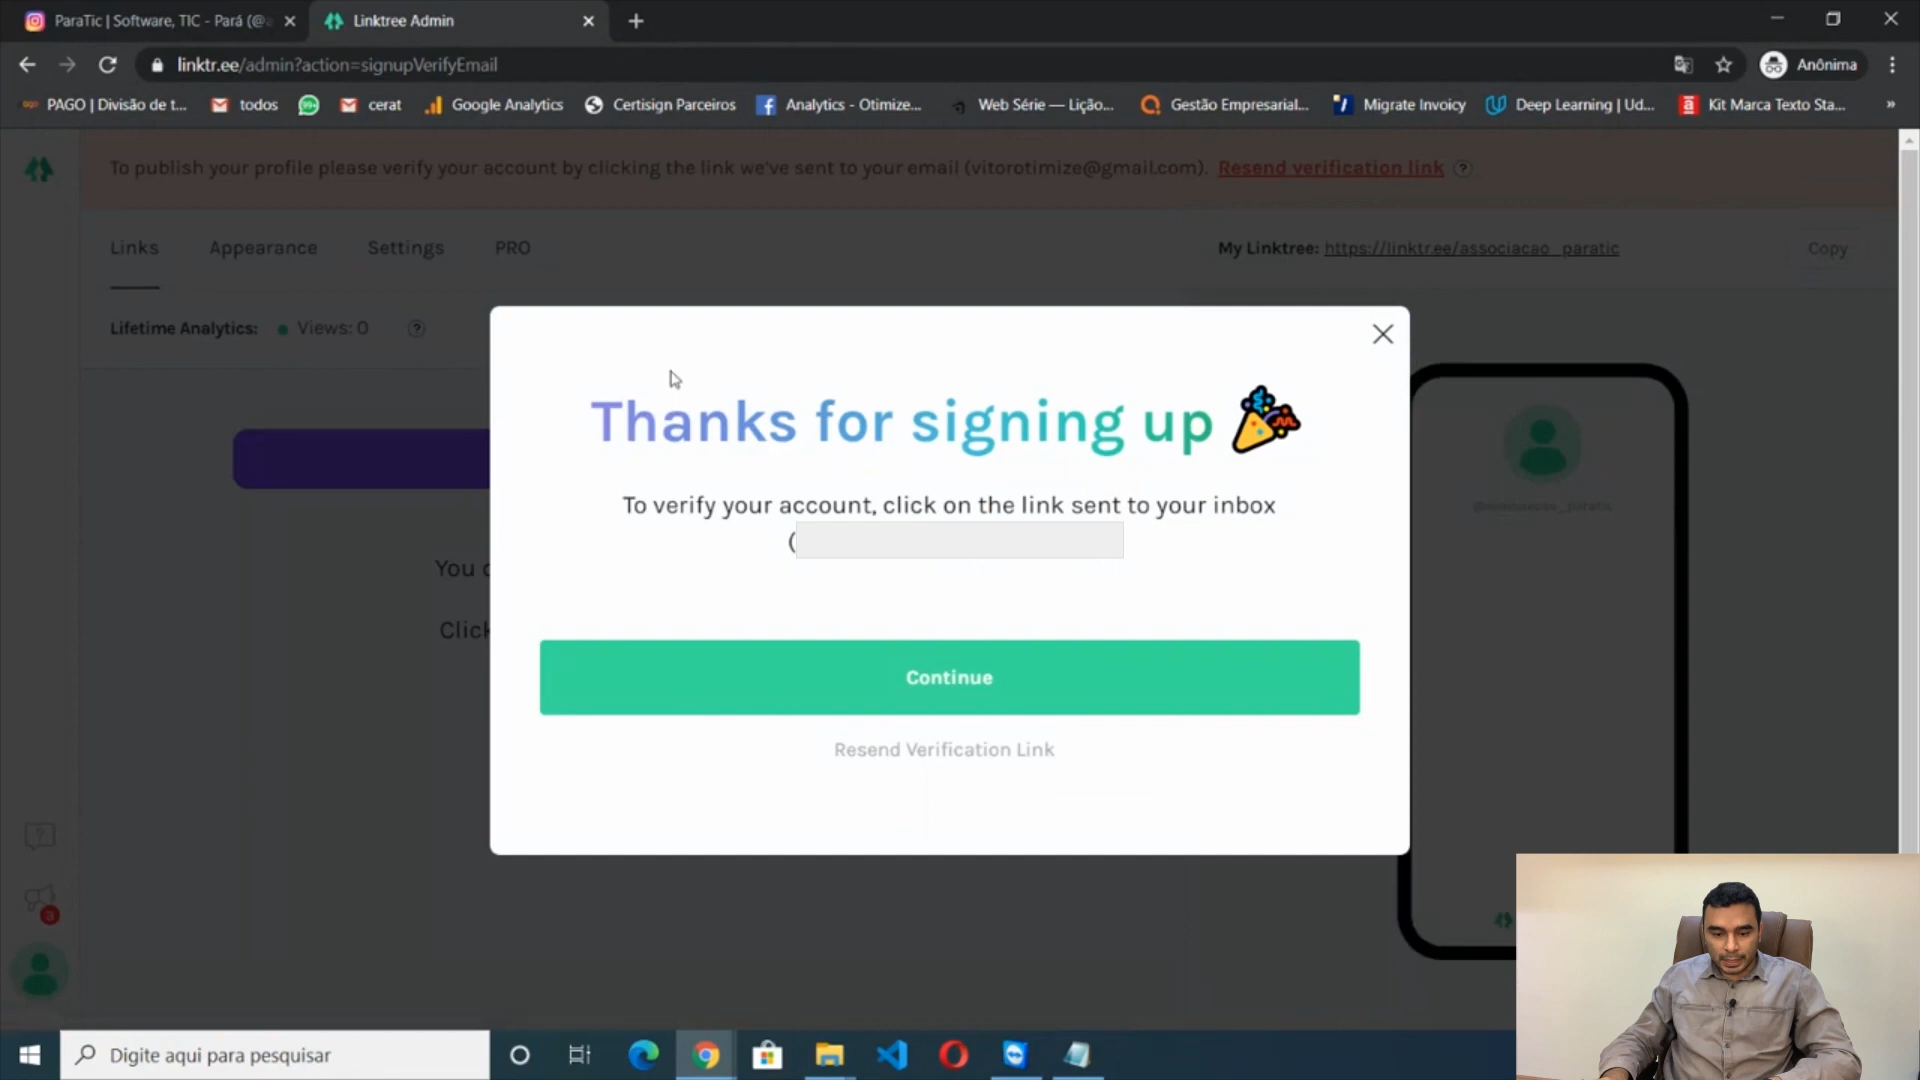 ParaTic | Software, TIC - Pará (@a
Linktree Admin
linktr.ee/admin?action=signupVerifyEmail
Anônima
PAGO | Divisão de t...
todos
cerat
Google Analytics
Certisign Parceiros
Analytics - Otimize...
Web Série — Lição...
Gestão Empresarial...
Migrate Invoicy
Deep Learning | Ud...
Kit Marca Texto Sta...
»
To publish your profile please verify your account by clicking the link we've sent to your email (vitorotimize@gmail.com). Resend verification link ?
Links Appearance Settings PRO
My Linktree: https://linktr.ee/associacao_paratic
Copy
Lifetime Analytics: Views: 0 ?
Thanks for signing up
To verify your account, click on the link sent to your inbox
(
@associacao_paratic
You c
Click
Continue
Resend Verification Link
Digite aqui para pesquisar